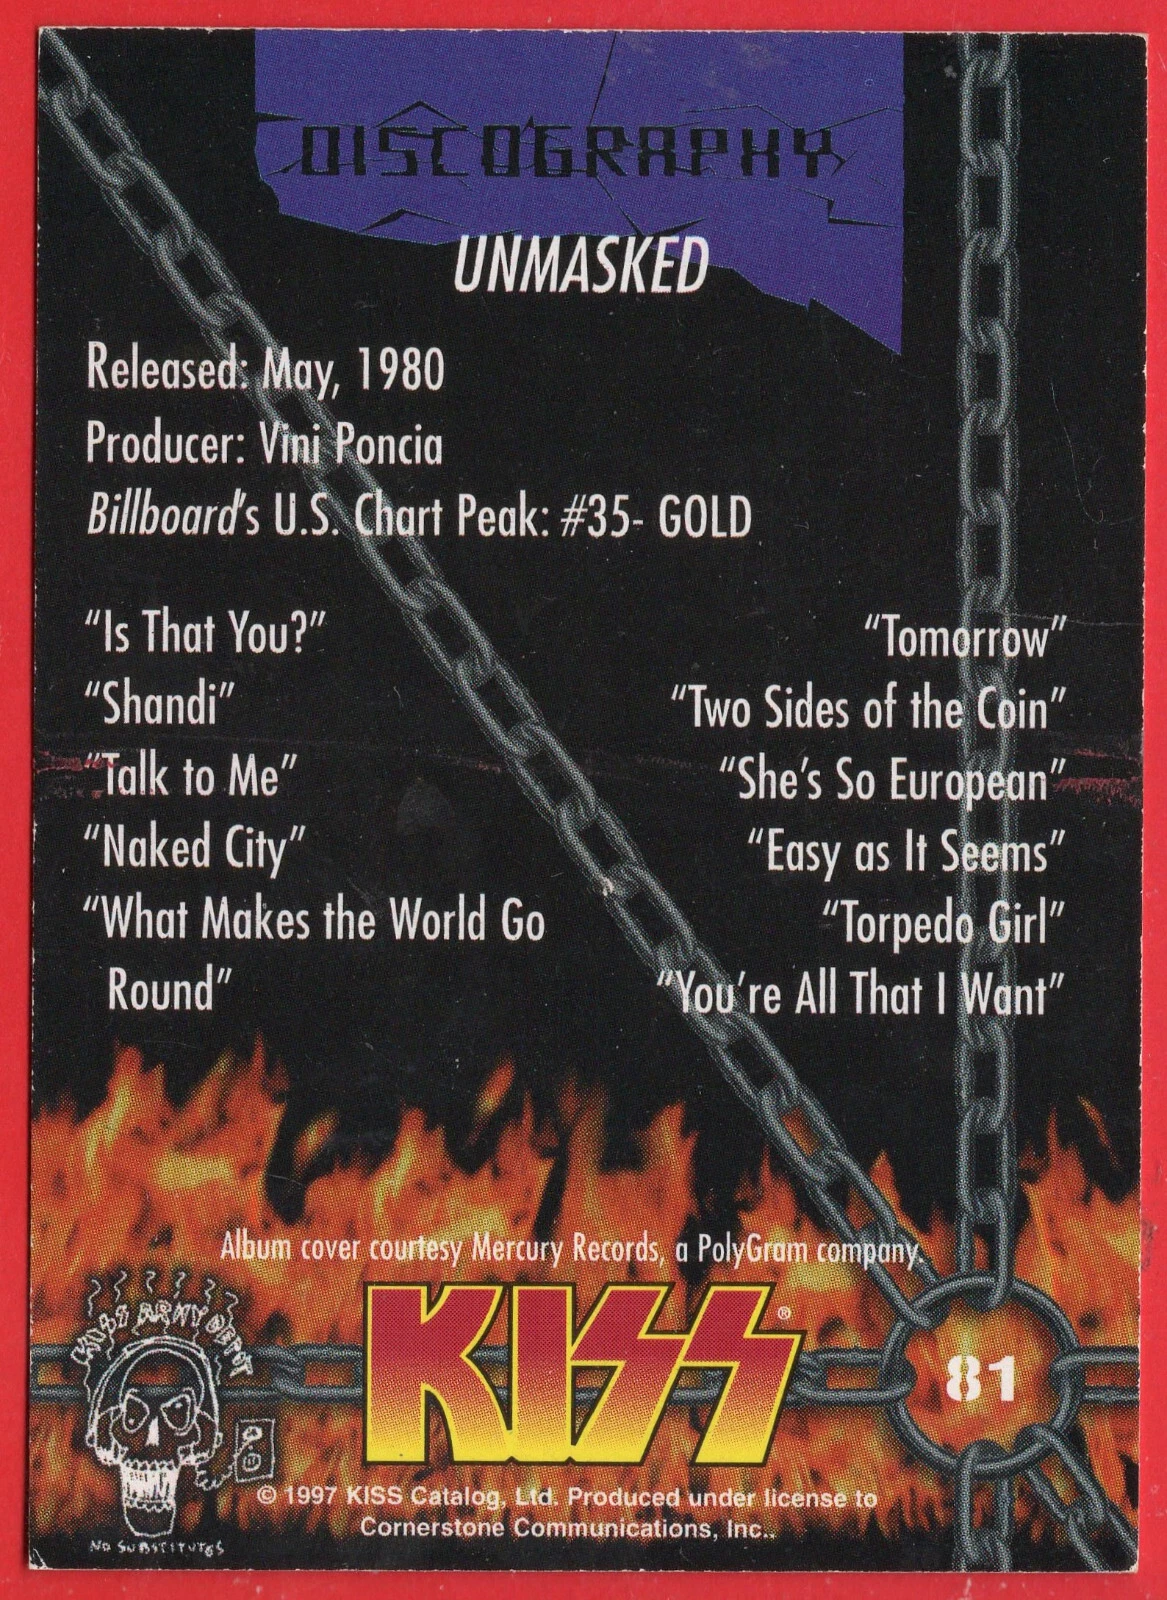 DISCOGRAPHY
UNMASKED
Released: May, 1980
Producer: Vini Poncia
Billboard's U.S. Chart Peak: #35- GOLD
"Is That You?"
"Shandi"
"Talk to Me"
"Naked City"
"What Makes the World Go
Round"
"Tomorrow"
"Two Sides of the Coin"
"She's So European"
"Easy as It Seems"
"Torpedo Girl"
"You're All That I Want"
Album cover courtesy Mercury Records, a PolyGram company.
KISS ARMY DEPOT
KISS®
81
NO SUBSTITUTES
© 1997 KISS Catalog, Ltd. Produced under license to
Cornerstone Communications, Inc..